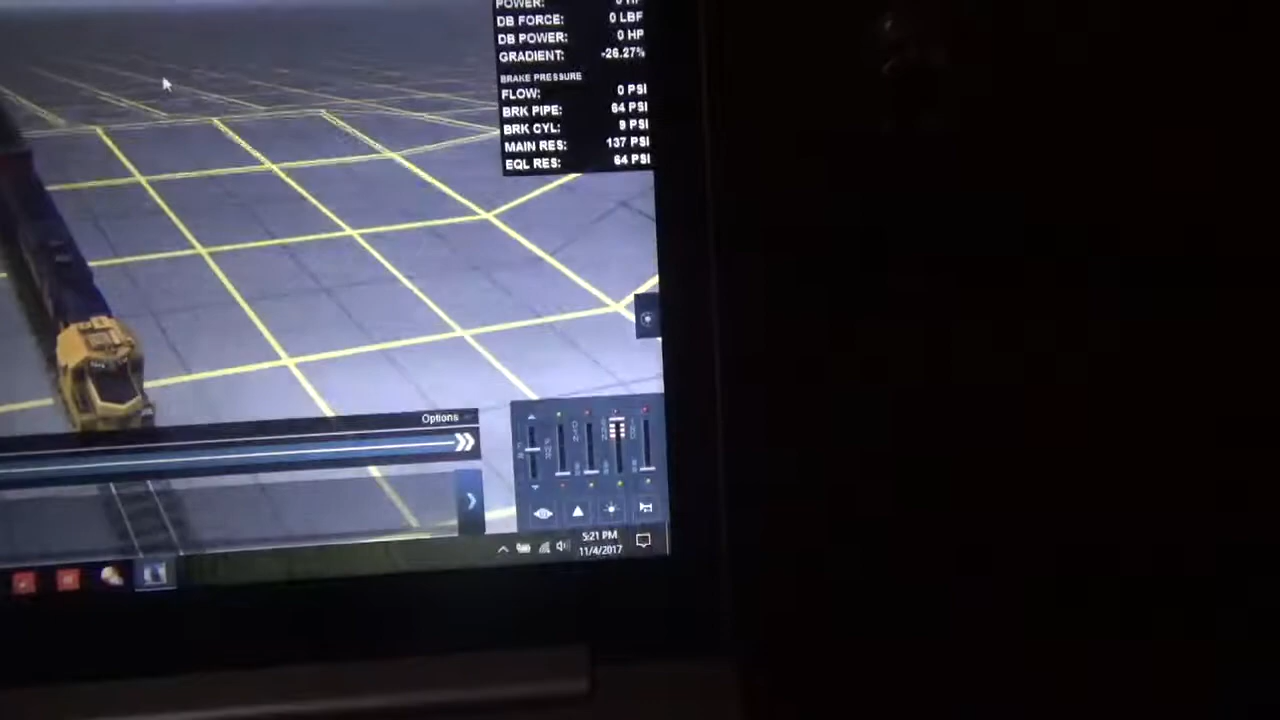 POWER: 0 HP
DB FORCE: 0 LBF
DB POWER: 0 HP
GRADIENT: -26.27%
BRAKE PRESSURE
FLOW: 0 PSI
BRK PIPE: 64 PSI
BRK CYL: 9 PSI
MAIN RES: 137 PSI
EQL RES: 64 PSI
Options
5:21 PM
11/4/2017